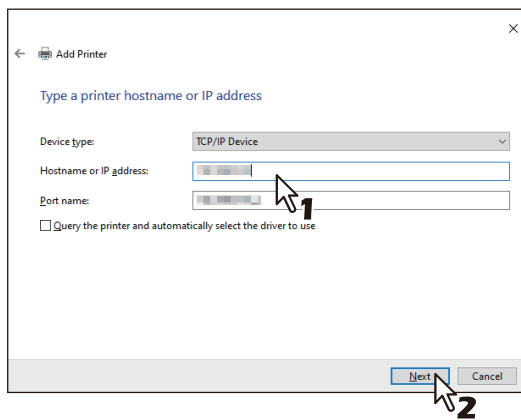 Add Printer
Type a printer hostname or IP address
Device type: TCP/IP Device
Hostname or IP address:
1
Port name:
Query the printer and automatically select the driver to use
Next Cancel
2